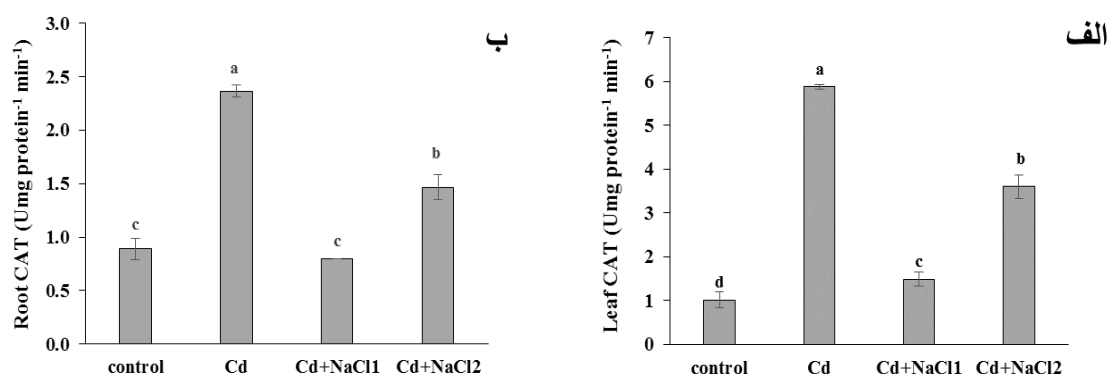 ب
Root CAT (Umg protein⁻¹ min⁻¹)
3.0
2.5
2.0
1.5
1.0
0.5
0.0
c
a
c
b
control Cd Cd+NaCl1 Cd+NaCl2
الف
Leaf CAT (Umg protein⁻¹ min⁻¹)
7
6
5
4
3
2
1
0
d
a
c
b
control Cd Cd+NaCl1 Cd+NaCl2